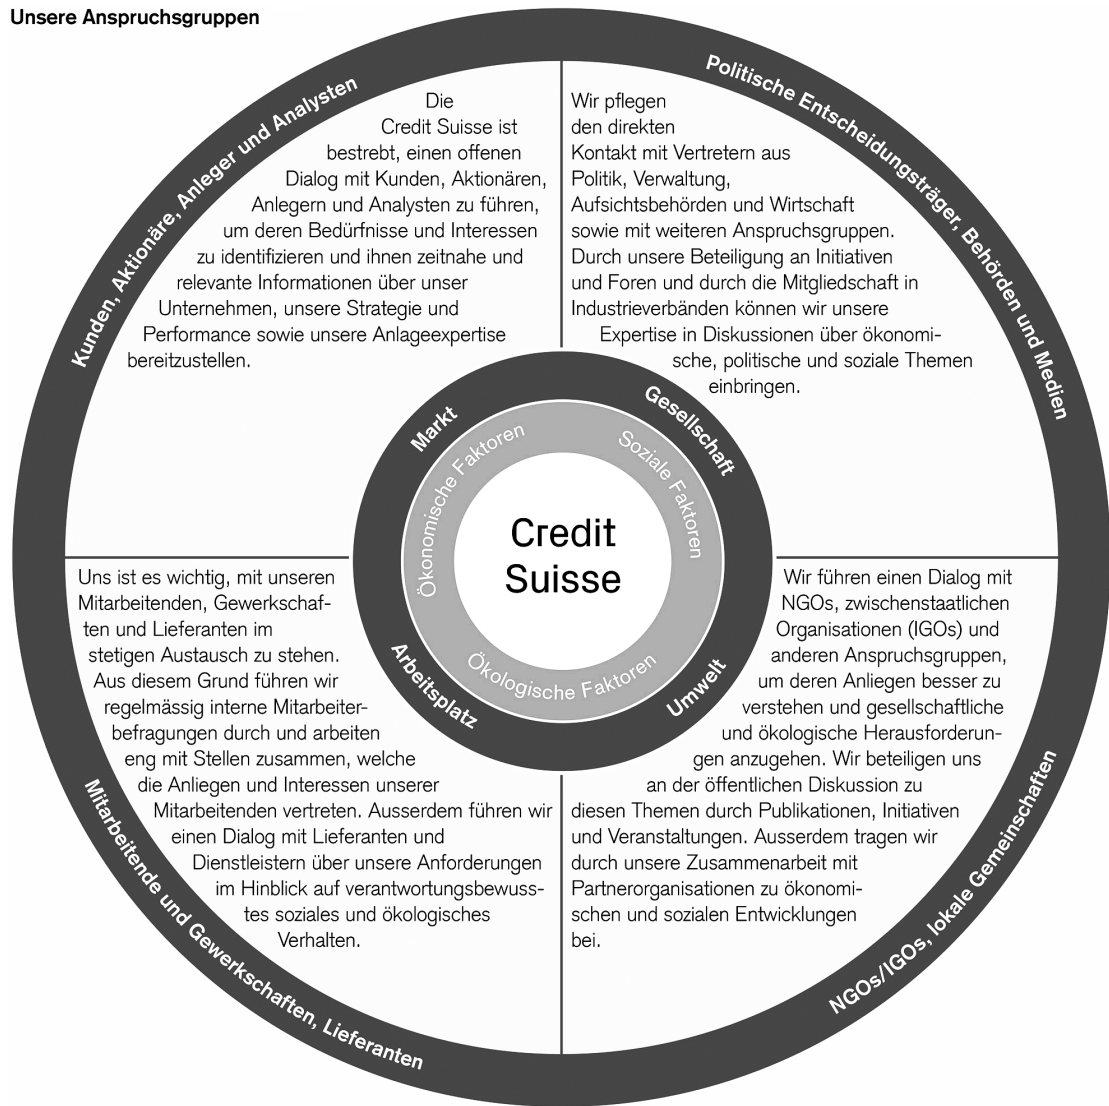 Unsere Anspruchsgruppen
Kunden, Aktionäre, Anleger und Analysten
Die
Credit Suisse ist
bestrebt, einen offenen
Dialog mit Kunden, Aktionären,
Anlegern und Analysten zu führen,
um deren Bedürfnisse und Interessen
zu identifizieren und ihnen zeitnahe und
relevante Informationen über unser
Unternehmen, unsere Strategie und
Performance sowie unsere Anlageexpertise
bereitzustellen.
Politische Entscheidungsträger, Behörden und Medien
Wir pflegen
den direkten
Kontakt mit Vertretern aus
Politik, Verwaltung,
Aufsichtsbehörden und Wirtschaft
sowie mit weiteren Anspruchsgruppen.
Durch unsere Beteiligung an Initiativen
und Foren und durch die Mitgliedschaft in
Industrieverbänden können wir unsere
Expertise in Diskussionen über ökonomi-
sche, politische und soziale Themen
einbringen.
Markt
Gesellschaft
Ökonomische Faktoren
Soziale Faktoren
Credit
Suisse
Ökologische Faktoren
Arbeitsplatz
Umwelt
Uns ist es wichtig, mit unseren
Mitarbeitenden, Gewerkschaf-
ten und Lieferanten im
stetigen Austausch zu stehen.
Aus diesem Grund führen wir
regelmässig interne Mitarbeiter-
befragungen durch und arbeiten
eng mit Stellen zusammen, welche
die Anliegen und Interessen unserer
Mitarbeitenden vertreten. Ausserdem führen wir
einen Dialog mit Lieferanten und
Dienstleistern über unsere Anforderungen
im Hinblick auf verantwortungsbewuss-
tes soziales und ökologisches
Verhalten.
Mitarbeitende und Gewerkschaften, Lieferanten
Wir führen einen Dialog mit
NGOs, zwischenstaatlichen
Organisationen (IGOs) und
anderen Anspruchsgruppen,
um deren Anliegen besser zu
verstehen und gesellschaftliche
und ökologische Herausforderun-
gen anzugehen. Wir beteiligen uns
an der öffentlichen Diskussion zu
diesen Themen durch Publikationen, Initiativen
und Veranstaltungen. Ausserdem tragen wir
durch unsere Zusammenarbeit mit
Partnerorganisationen zu ökonomi-
schen und sozialen Entwicklungen
bei.
NGOs/IGOs, lokale Gemeinschaften